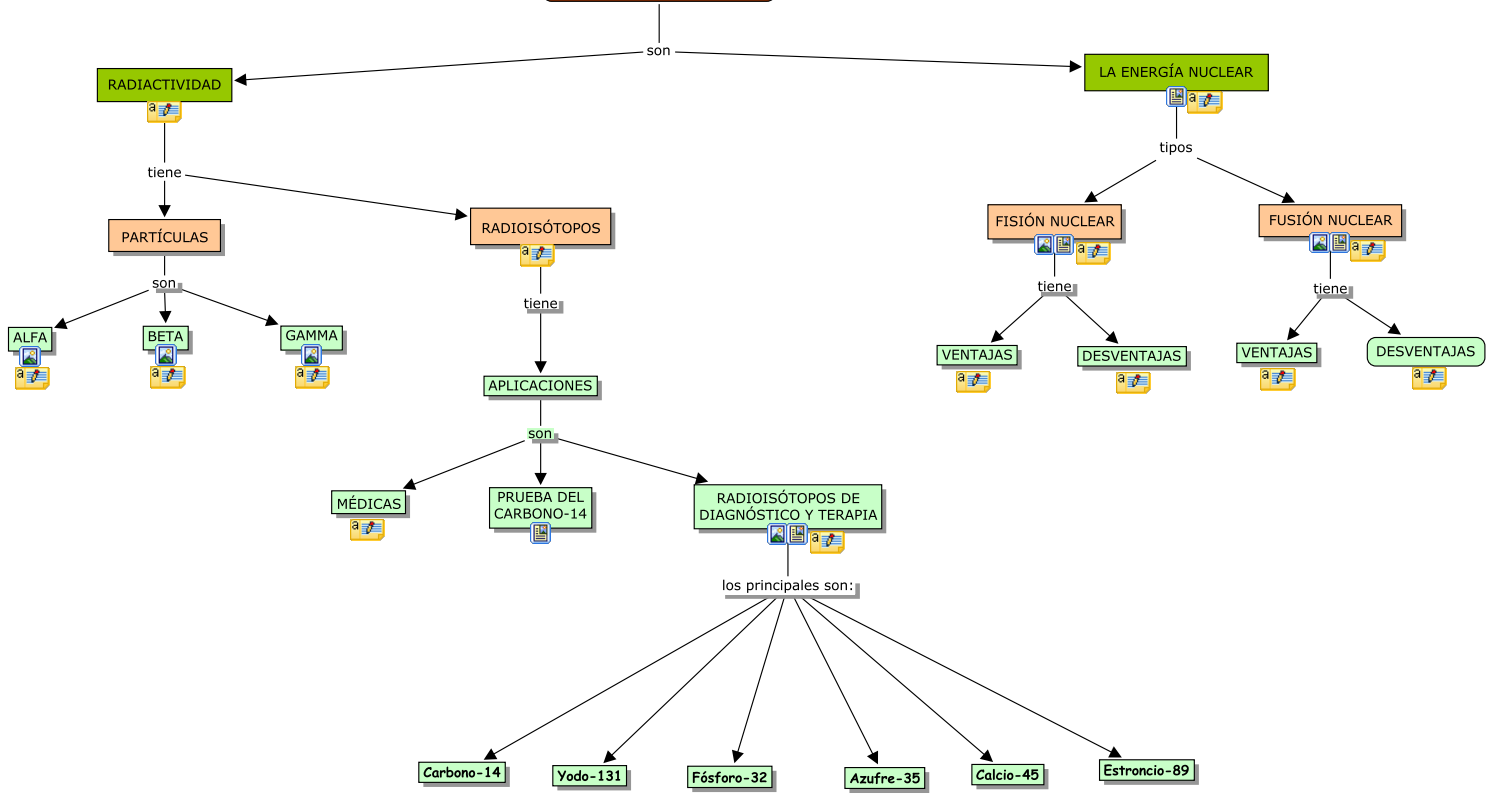 son
RADIACTIVIDAD
LA ENERGÍA NUCLEAR
a
a
tipos
tiene
PARTÍCULAS
RADIOISÓTOPOS
FISIÓN NUCLEAR
FUSIÓN NUCLEAR
a
a
a
son
tiene
tiene
tiene
ALFA
BETA
GAMMA
VENTAJAS
DESVENTAJAS
VENTAJAS
DESVENTAJAS
a
a
a
a
a
a
a
APLICACIONES
son
MÉDICAS
PRUEBA DEL
CARBONO-14
RADIOISÓTOPOS DE
DIAGNÓSTICO Y TERAPIA
a
a
los principales son:
Carbono-14
Yodo-131
Fósforo-32
Azufre-35
Calcio-45
Estroncio-89